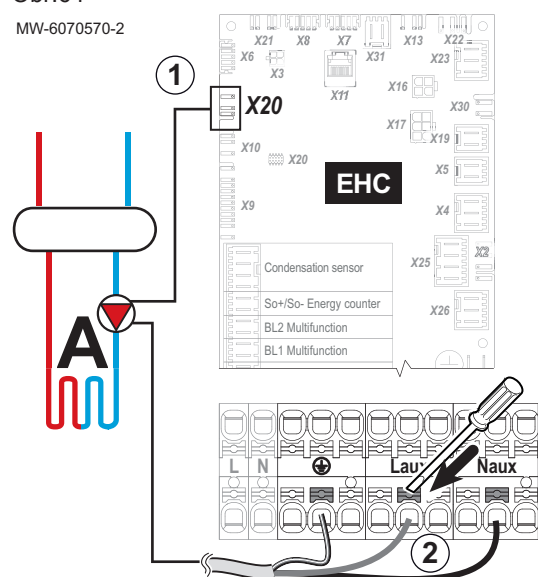 MW-6070570-2
X21 X8 X7 X31 X13 X22
X6 X3 X23
1
X20
X11 X16
X30
X17
X19
X10 X20
X5
EHC
X9
X4
X25 X2
Condensation sensor
So+/So- Energy counter
X26
BL2 Multifunction
BL1 Multifunction
A
L N Laux Naux
2